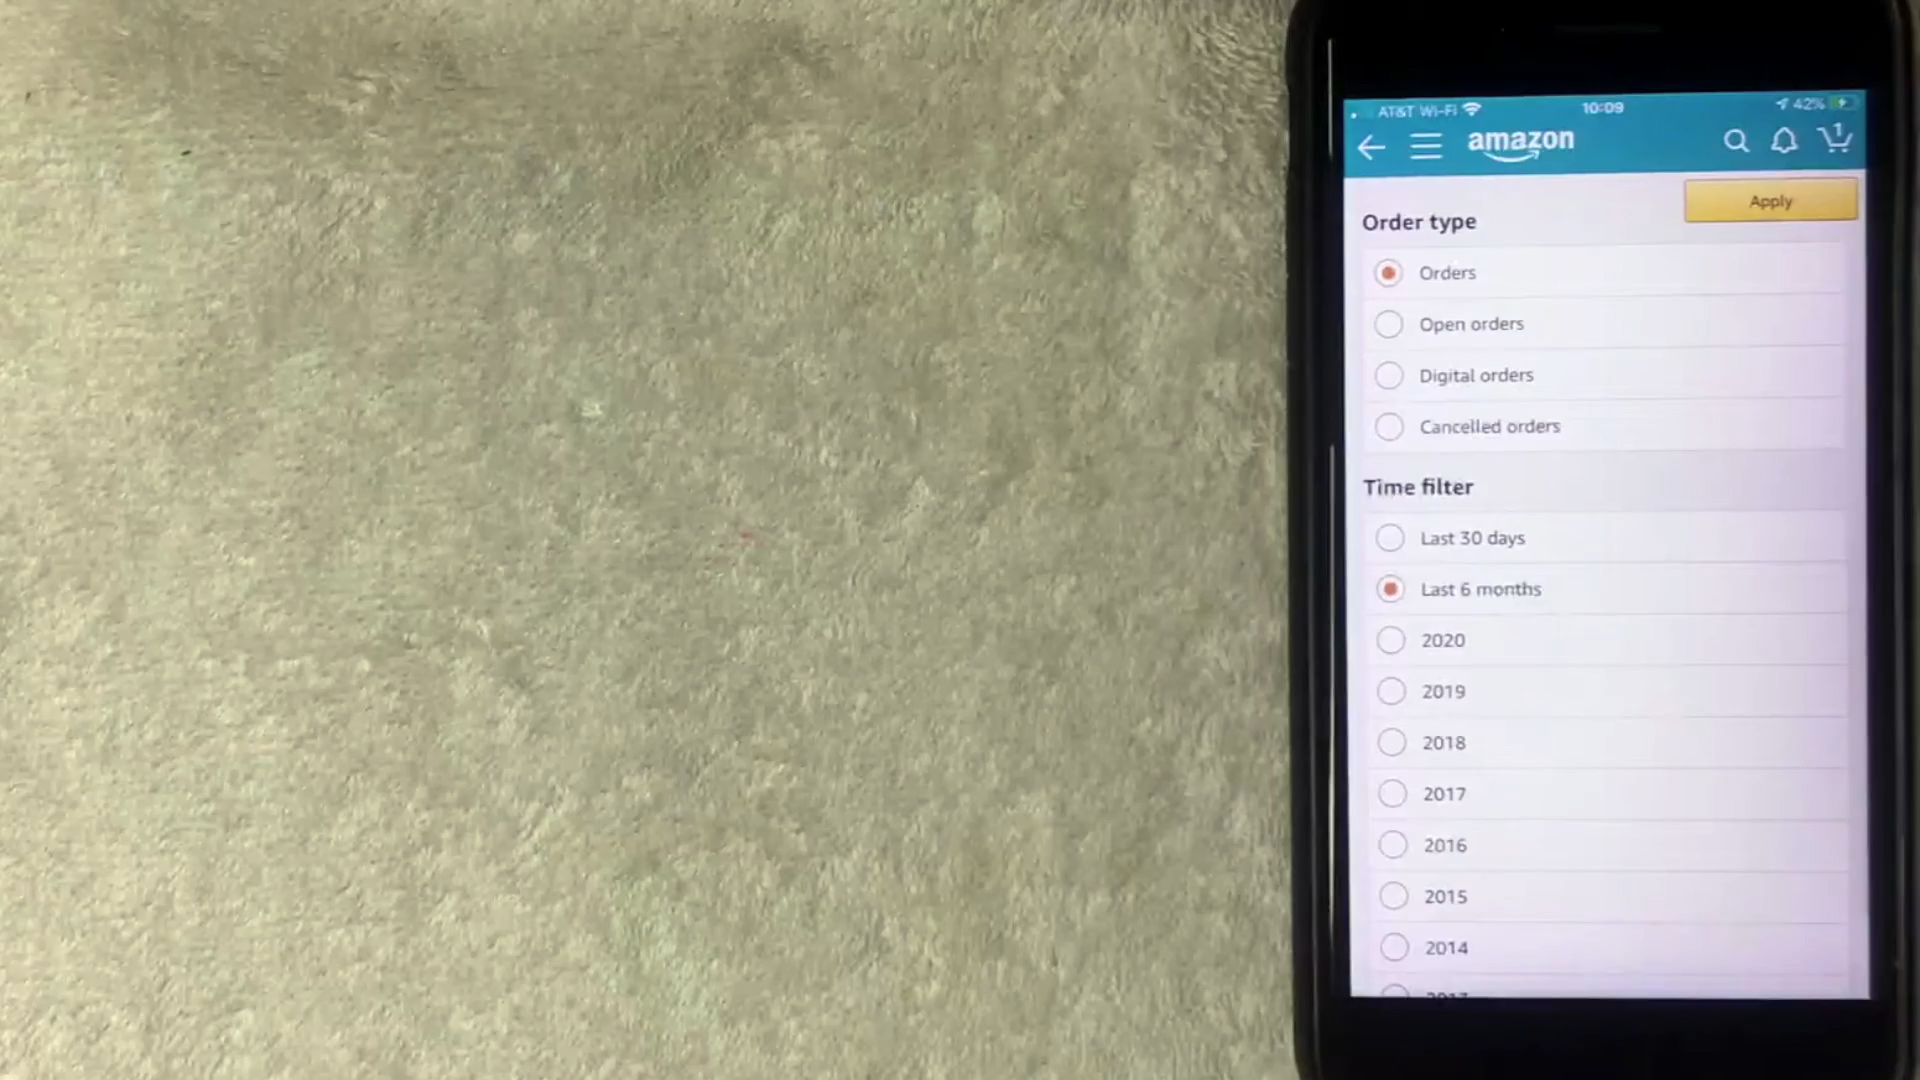 AT&T Wi-Fi 10:09 42%
amazon 1
Apply
Order type
Orders
Open orders
Digital orders
Cancelled orders
Time filter
Last 30 days
Last 6 months
2020
2019
2018
2017
2016
2015
2014